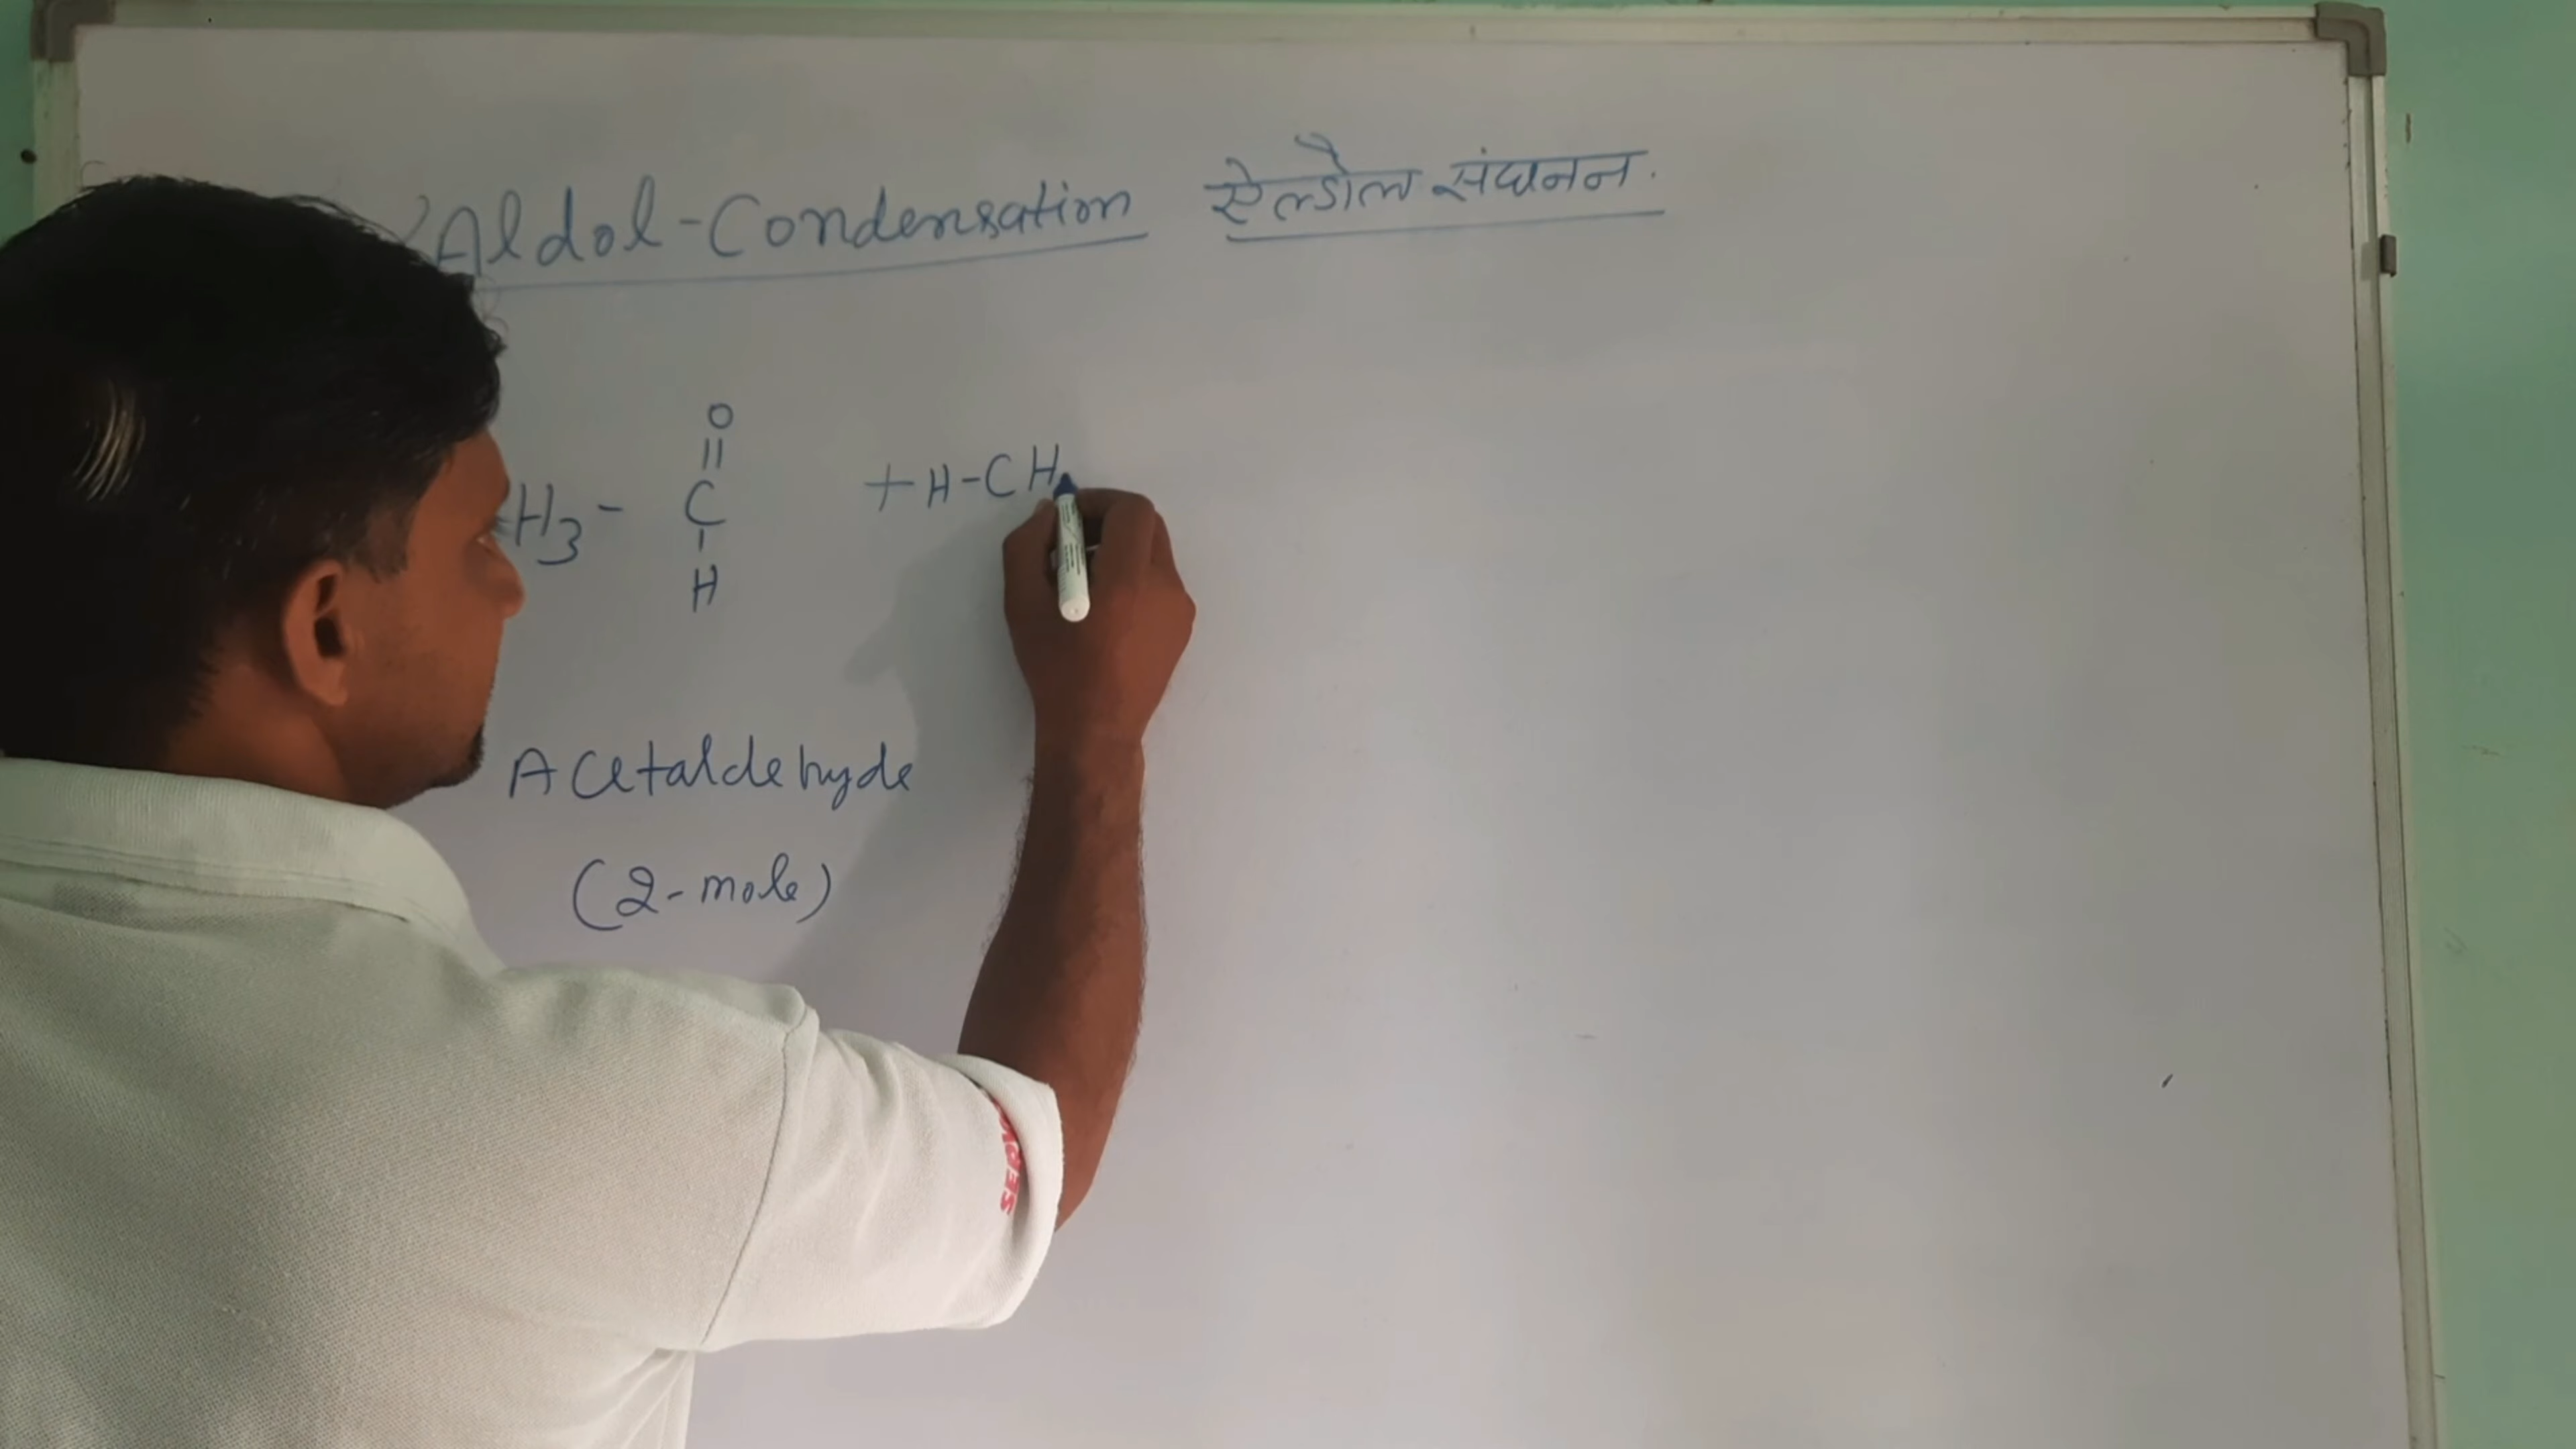 Aldol-Condensation ऐल्डौल संघनन.
O
||
H3 - C + H-CH
H
Acetaldehyde
(2-mole)